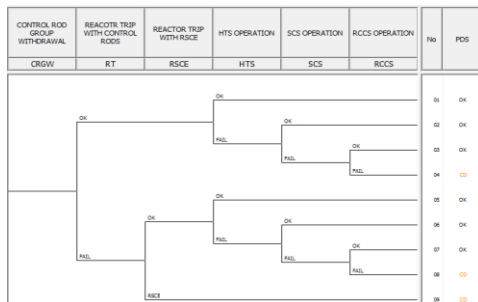 CONTROL ROD GROUP WITHDRAWAL
REACOTR TRIP WITH CONTROL RODS
REACTOR TRIP WITH RSCE
HTS OPERATION
SCS OPERATION
RCCS OPERATION
No
PDS
CRGW
RT
RSCE
HTS
SCS
RCCS
OK
01 OK
OK
OK
02 OK
FAIL
OK
03 OK
FAIL
FAIL
04 CD
OK
05 OK
OK
OK
06 OK
FAIL
OK
07 OK
FAIL
FAIL
FAIL
08 CD
RSCE
09 CD